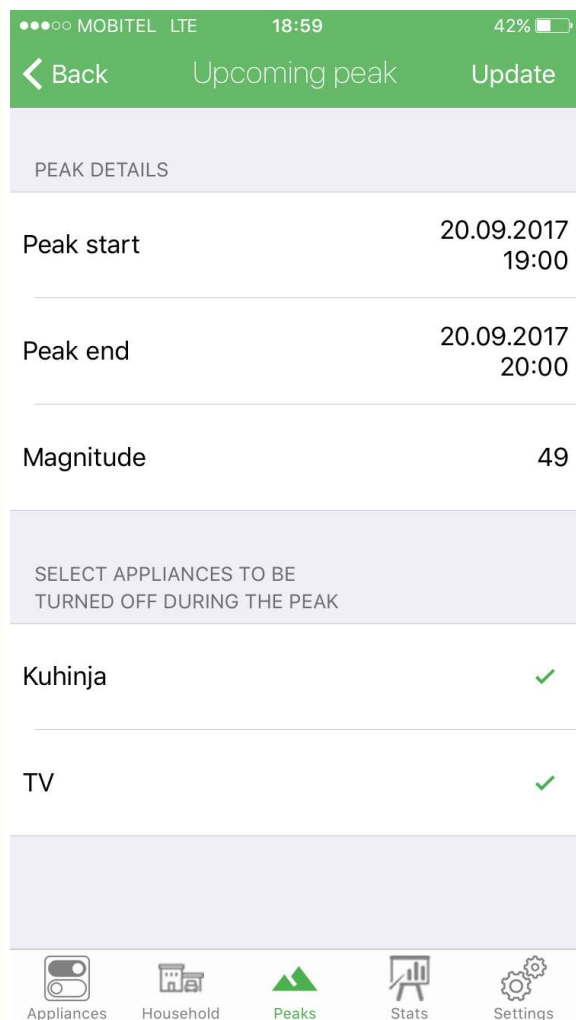 MOBITEL LTE 18:59 42%
Back Upcoming peak Update
PEAK DETAILS
Peak start 20.09.2017
19:00
Peak end 20.09.2017
20:00
Magnitude 49
SELECT APPLIANCES TO BE
TURNED OFF DURING THE PEAK
Kuhinja
TV
Appliances Household Peaks Stats Settings